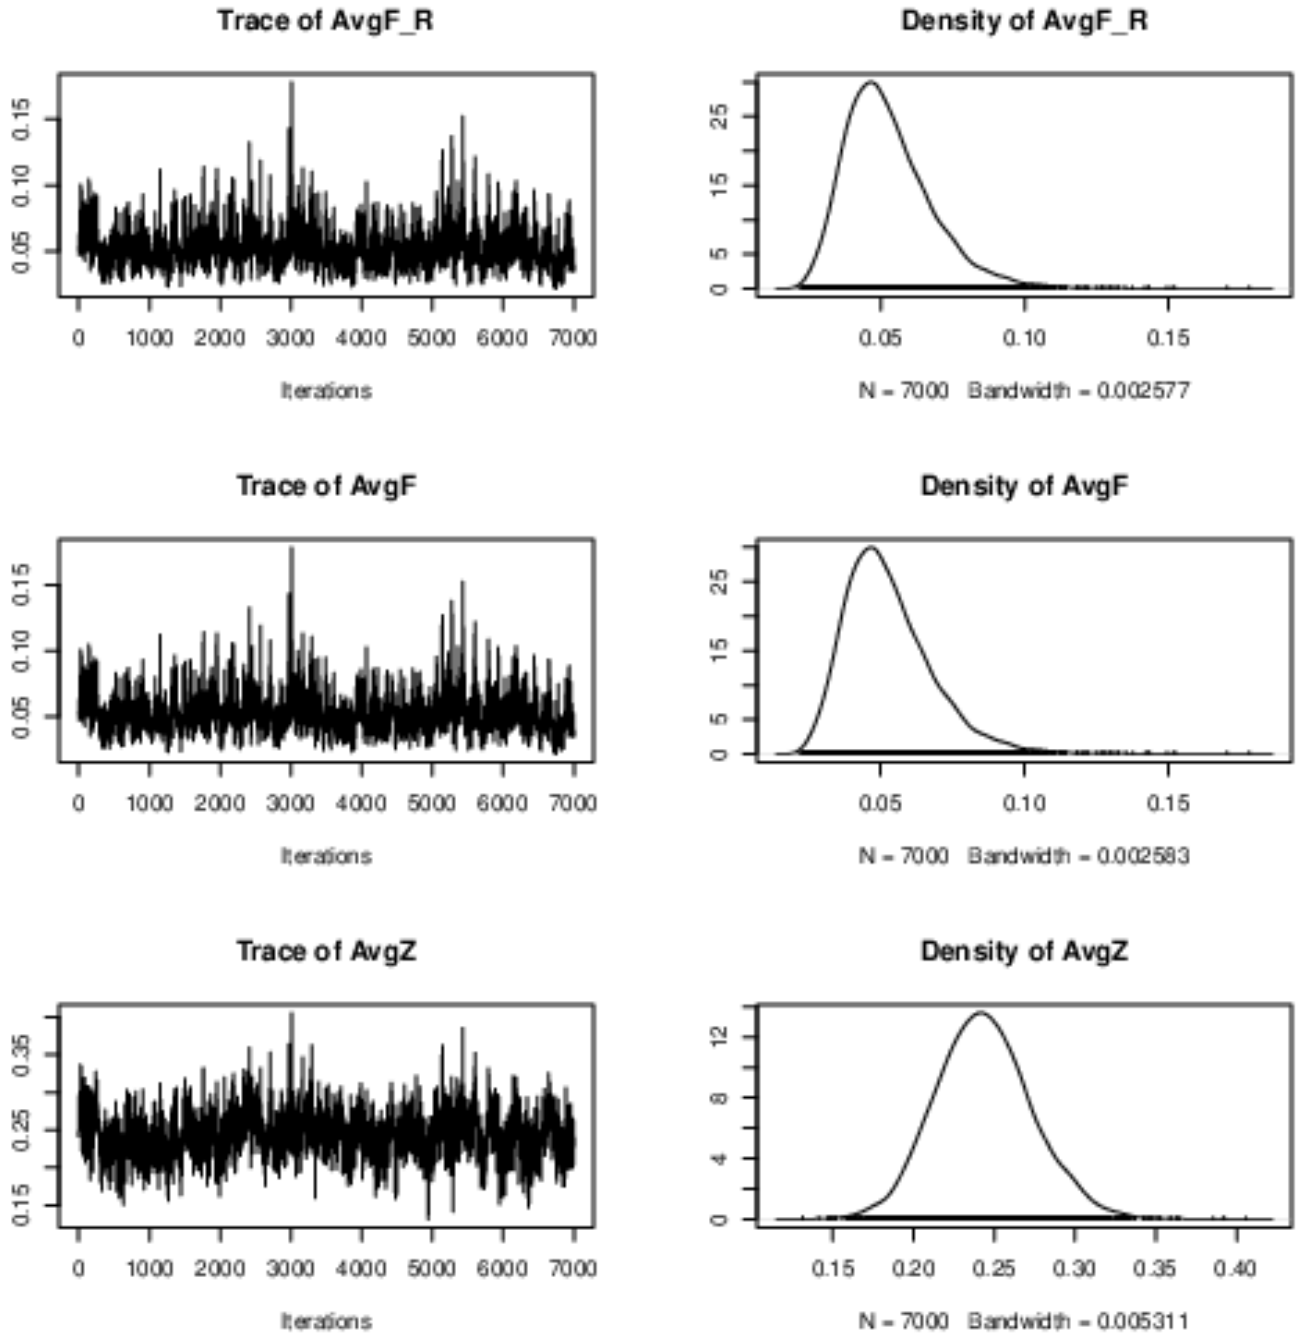 Trace of AvgF_R
0.05 0.10 0.15
0 1000 2000 3000 4000 5000 6000 7000
Iterations
Density of AvgF_R
0 5 15 25
0.05 0.10 0.15
N = 7000 Bandwidth = 0.002577
Trace of AvgF
0.05 0.10 0.15
0 1000 2000 3000 4000 5000 6000 7000
Iterations
Density of AvgF
0 5 15 25
0.05 0.10 0.15
N = 7000 Bandwidth = 0.002583
Trace of AvgZ
0.15 0.25 0.35
0 1000 2000 3000 4000 5000 6000 7000
Iterations
Density of AvgZ
0 4 8 12
0.15 0.20 0.25 0.30 0.35 0.40
N = 7000 Bandwidth = 0.005311